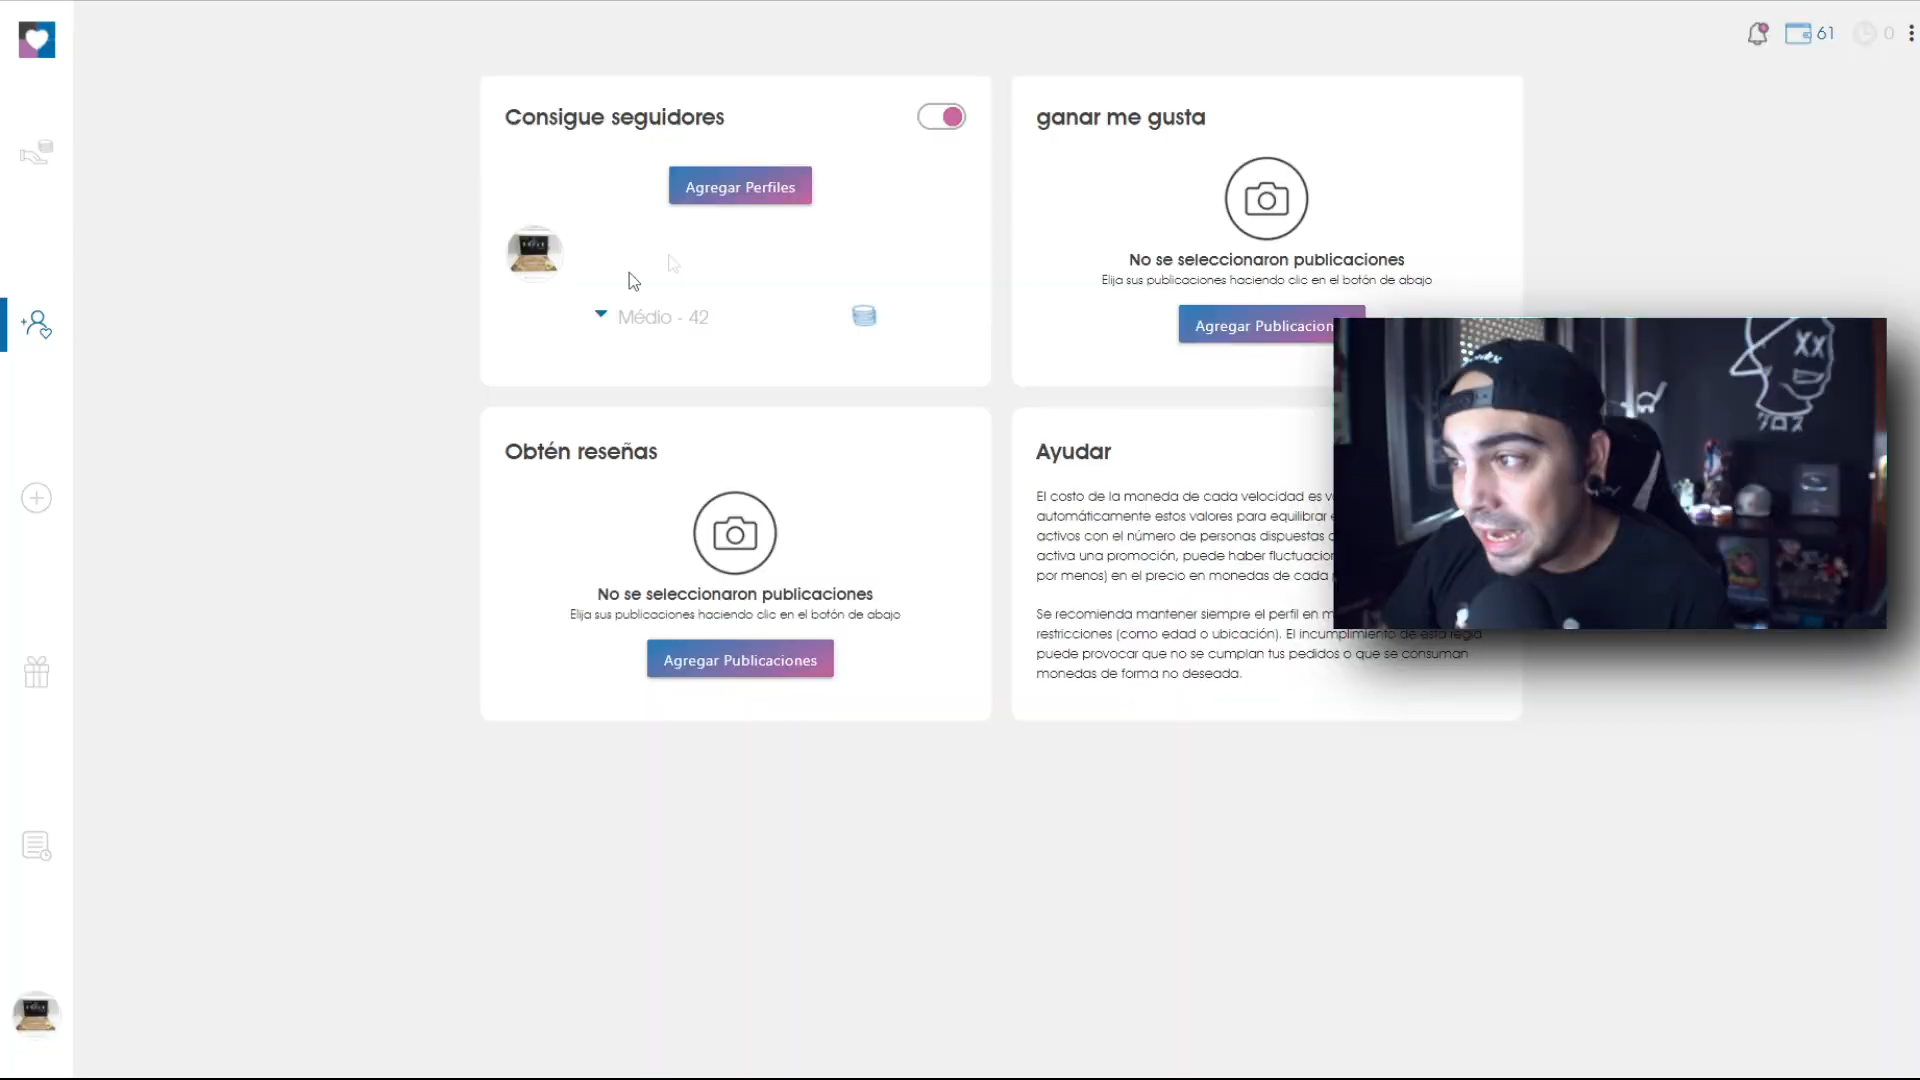 61
0
Consigue seguidores
Agregar Perfiles
Médio - 42
ganar me gusta
No se seleccionaron publicaciones
Elija sus publicaciones haciendo clic en el botón de abajo
Agregar Publicacion
Obtén reseñas
No se seleccionaron publicaciones
Elija sus publicaciones haciendo clic en el botón de abajo
Agregar Publicaciones
Ayudar
El costo de la moneda de cada velocidad es v
automáticamente estos valores para equilibrar
activos con el número de personas dispuestas
activa una promoción, puede haber fluctuacion
por menos) en el precio en monedas de cada
Se recomienda mantener siempre el perfil en m
restricciones (como edad o ubicación). El incumplimiento de esta regla
puede provocar que no se cumplan tus pedidos o que se consuman
monedas de forma no deseada.
XX
707